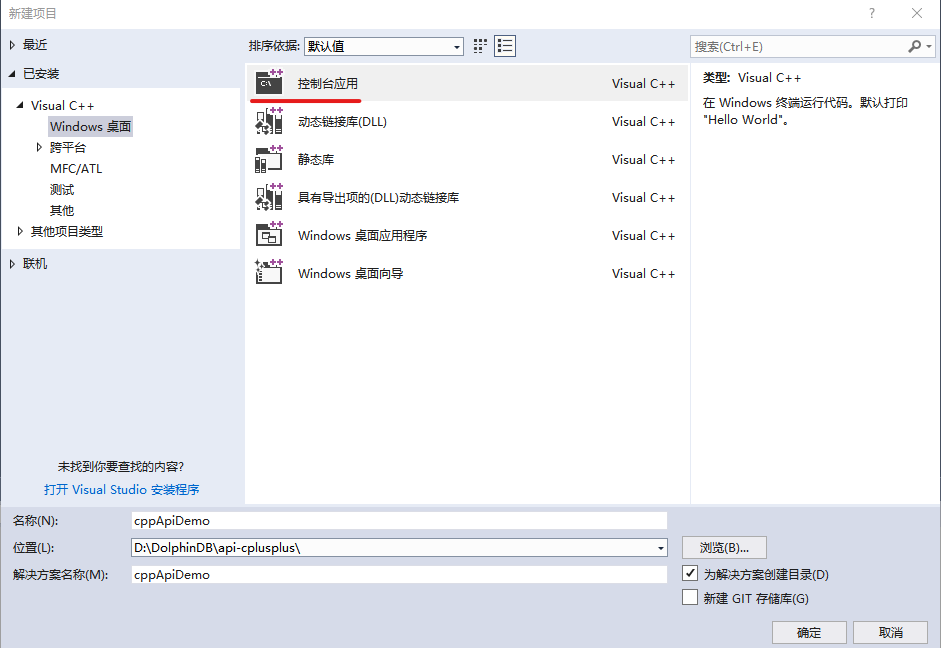 新建项目
?
最近
排序依据: 默认值
搜索(Ctrl+E)
已安装
Visual C++
Windows 桌面
跨平台
MFC/ATL
测试
其他
其他项目类型
联机
未找到你要查找的内容?
打开 Visual Studio 安装程序
C:\
控制台应用 Visual C++
动态链接库(DLL) Visual C++
静态库 Visual C++
具有导出项的(DLL)动态链接库 Visual C++
Windows 桌面应用程序 Visual C++
Windows 桌面向导 Visual C++
类型: Visual C++
在 Windows 终端运行代码。默认打印
"Hello World"。
名称(N): cppApiDemo
位置(L): D:\DolphinDB\api-cplusplus\ 浏览(B)...
解决方案名称(M): cppApiDemo
为解决方案创建目录(D)
新建 GIT 存储库(G)
确定 取消